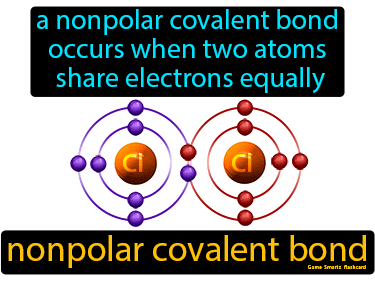 a nonpolar covalent bond
occurs when two atoms
share electrons equally
Cl Cl
nonpolar covalent bond
Game Smartz flashcard